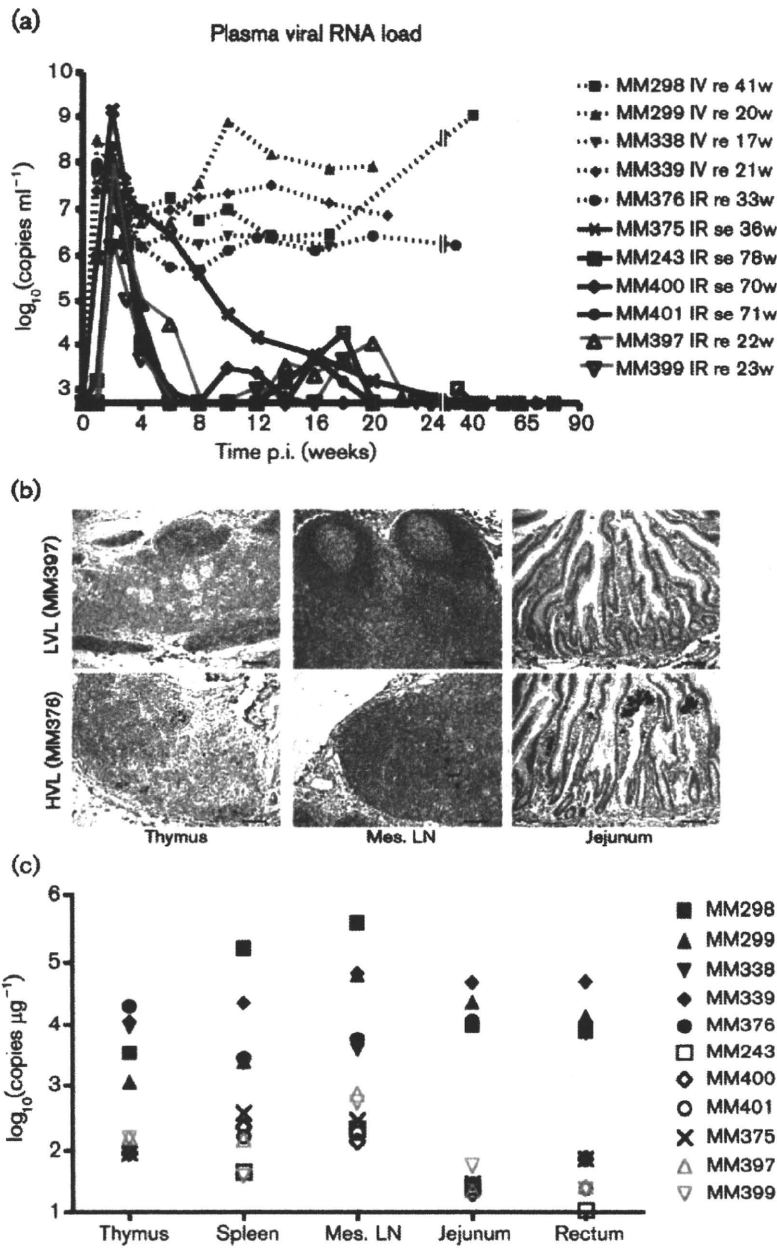 (a)
Plasma viral RNA load
log10(copies ml−1)
10
9
8
7
6
5
4
3
0
4
8
12
16
20
24
40
65
90
Time p.i. (weeks)
MM298 IV re 41w
MM299 IV re 20w
MM338 IV re 17w
MM339 IV re 21w
MM376 IR re 33w
MM375 IR se 36w
MM243 IR se 78w
MM400 IR se 70w
MM401 IR se 71w
MM397 IR re 22w
MM399 IR re 23w
(b)
LVL (MM397)
HVL (MM376)
Thymus
Mes. LN
Jejunum
(c)
log10(copies µg−1)
6
5
4
3
2
1
Thymus
Spleen
Mes. LN
Jejunum
Rectum
MM298
MM299
MM338
MM339
MM376
MM243
MM400
MM401
MM375
MM397
MM399